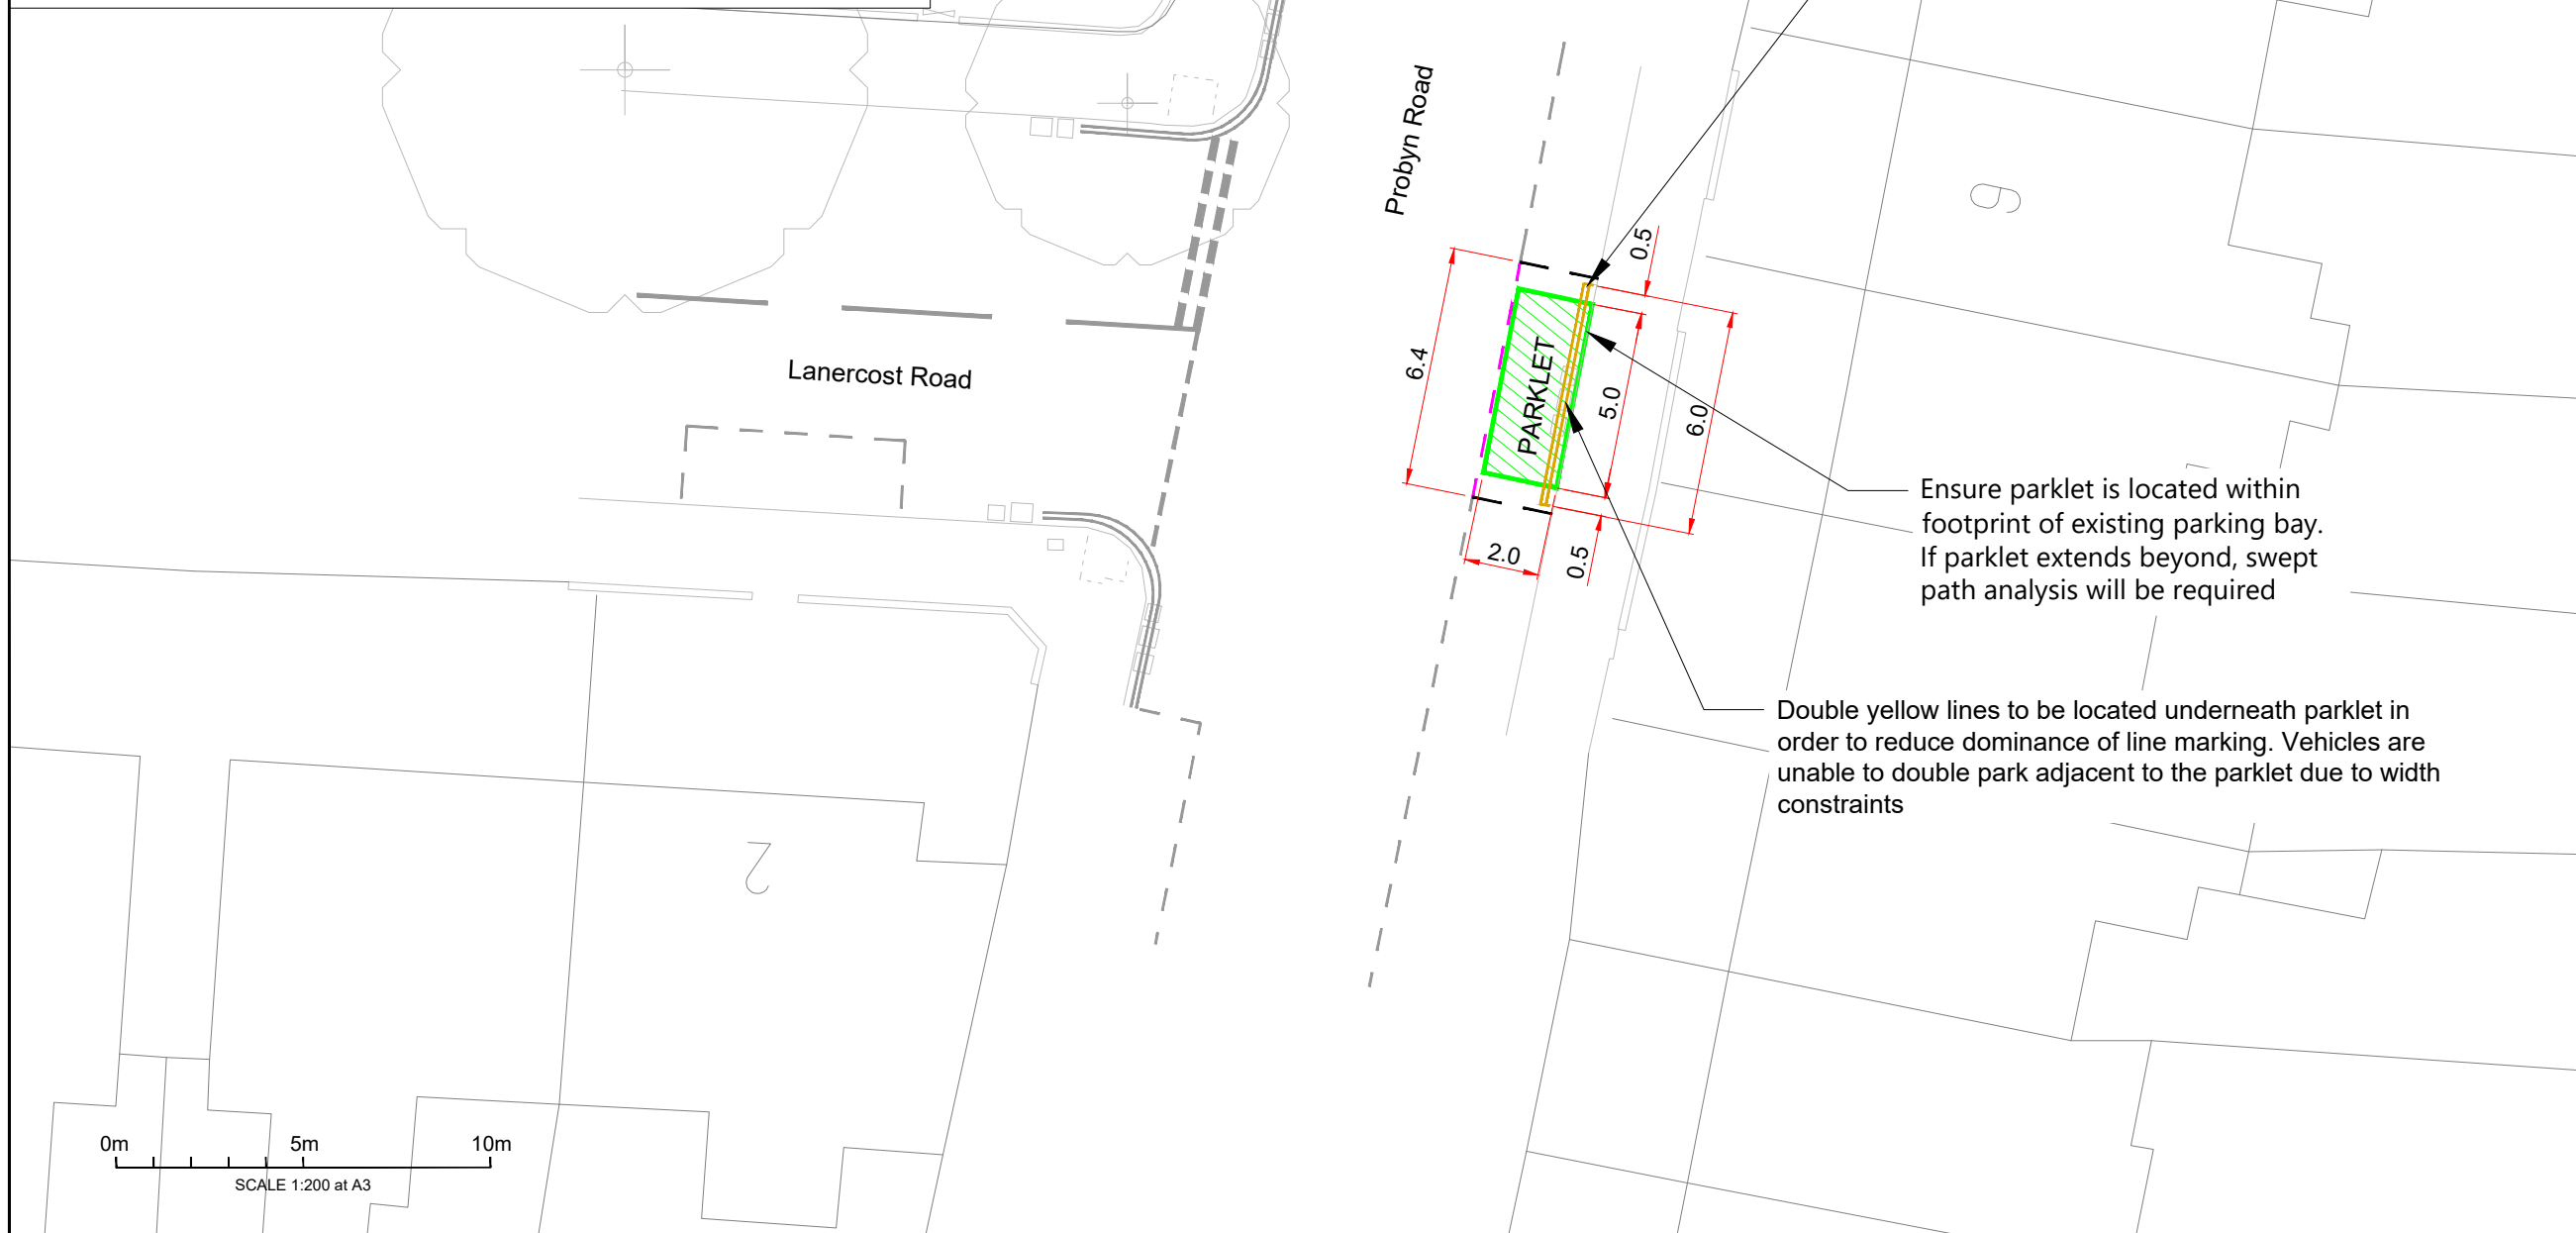 Probyn Road
9
0.5
6.4
PARKLET
5.0
6.0
Lanercost Road
2.0
0.5
Ensure parklet is located within
footprint of existing parking bay.
If parklet extends beyond, swept
path analysis will be required
Double yellow lines to be located underneath parklet in
order to reduce dominance of line marking. Vehicles are
unable to double park adjacent to the parklet due to width
constraints
2
0m 5m 10m
SCALE 1:200 at A3